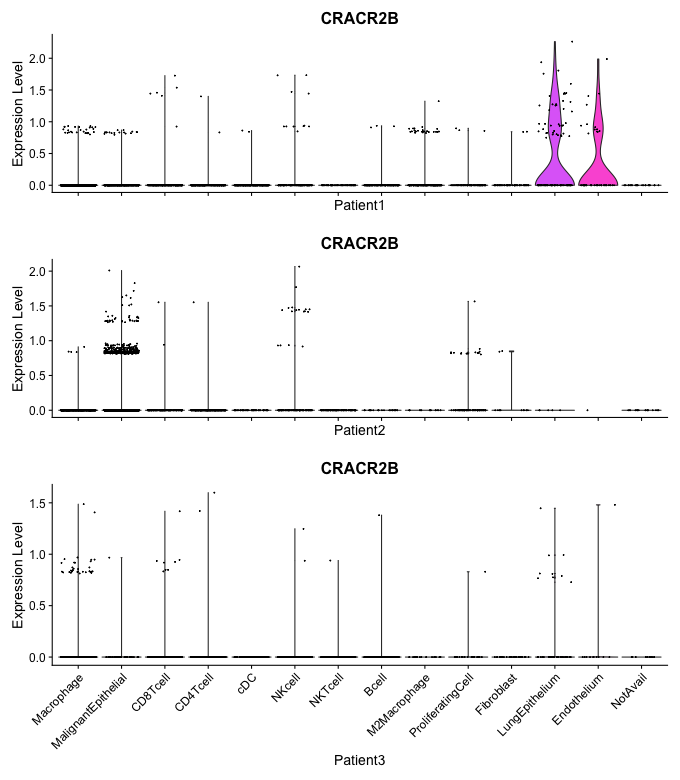 CRACR2B
Expression Level
2.0
1.5
1.0
0.5
0.0
Patient1
CRACR2B
Expression Level
2.0
1.5
1.0
0.5
0.0
Patient2
CRACR2B
Expression Level
1.5
1.0
0.5
0.0
Macrophage
MalignantEpithelial
CD8Tcell
CD4Tcell
cDC
NKcell
NKTcell
Bcell
M2Macrophage
ProliferatingCell
Fibroblast
LungEpithelium
Endothelium
NotAvail
Patient3